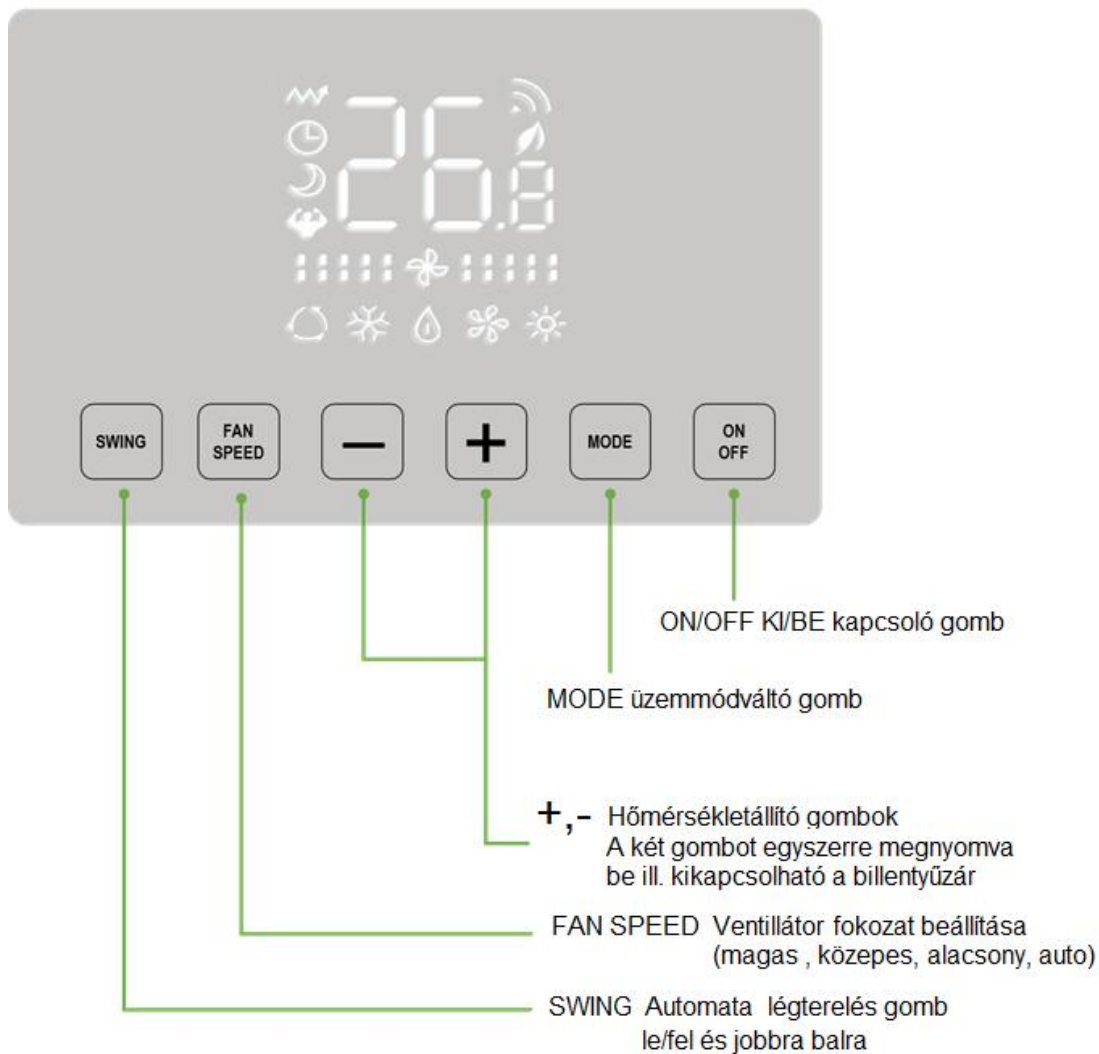 26.8
SWING
FAN
SPEED
—
+
MODE
ON
OFF
ON/OFF KI/BE kapcsoló gomb
MODE üzemmódváltó gomb
+,- Hőmérsékletállító gombok
A két gombot egyszerre megnyomva
be ill. kikapcsolható a billentyűzár
FAN SPEED Ventillátor fokozat beállítása
(magas , közepes, alacsony, auto)
SWING Automata légterelés gomb
le/fel és jobbra balra